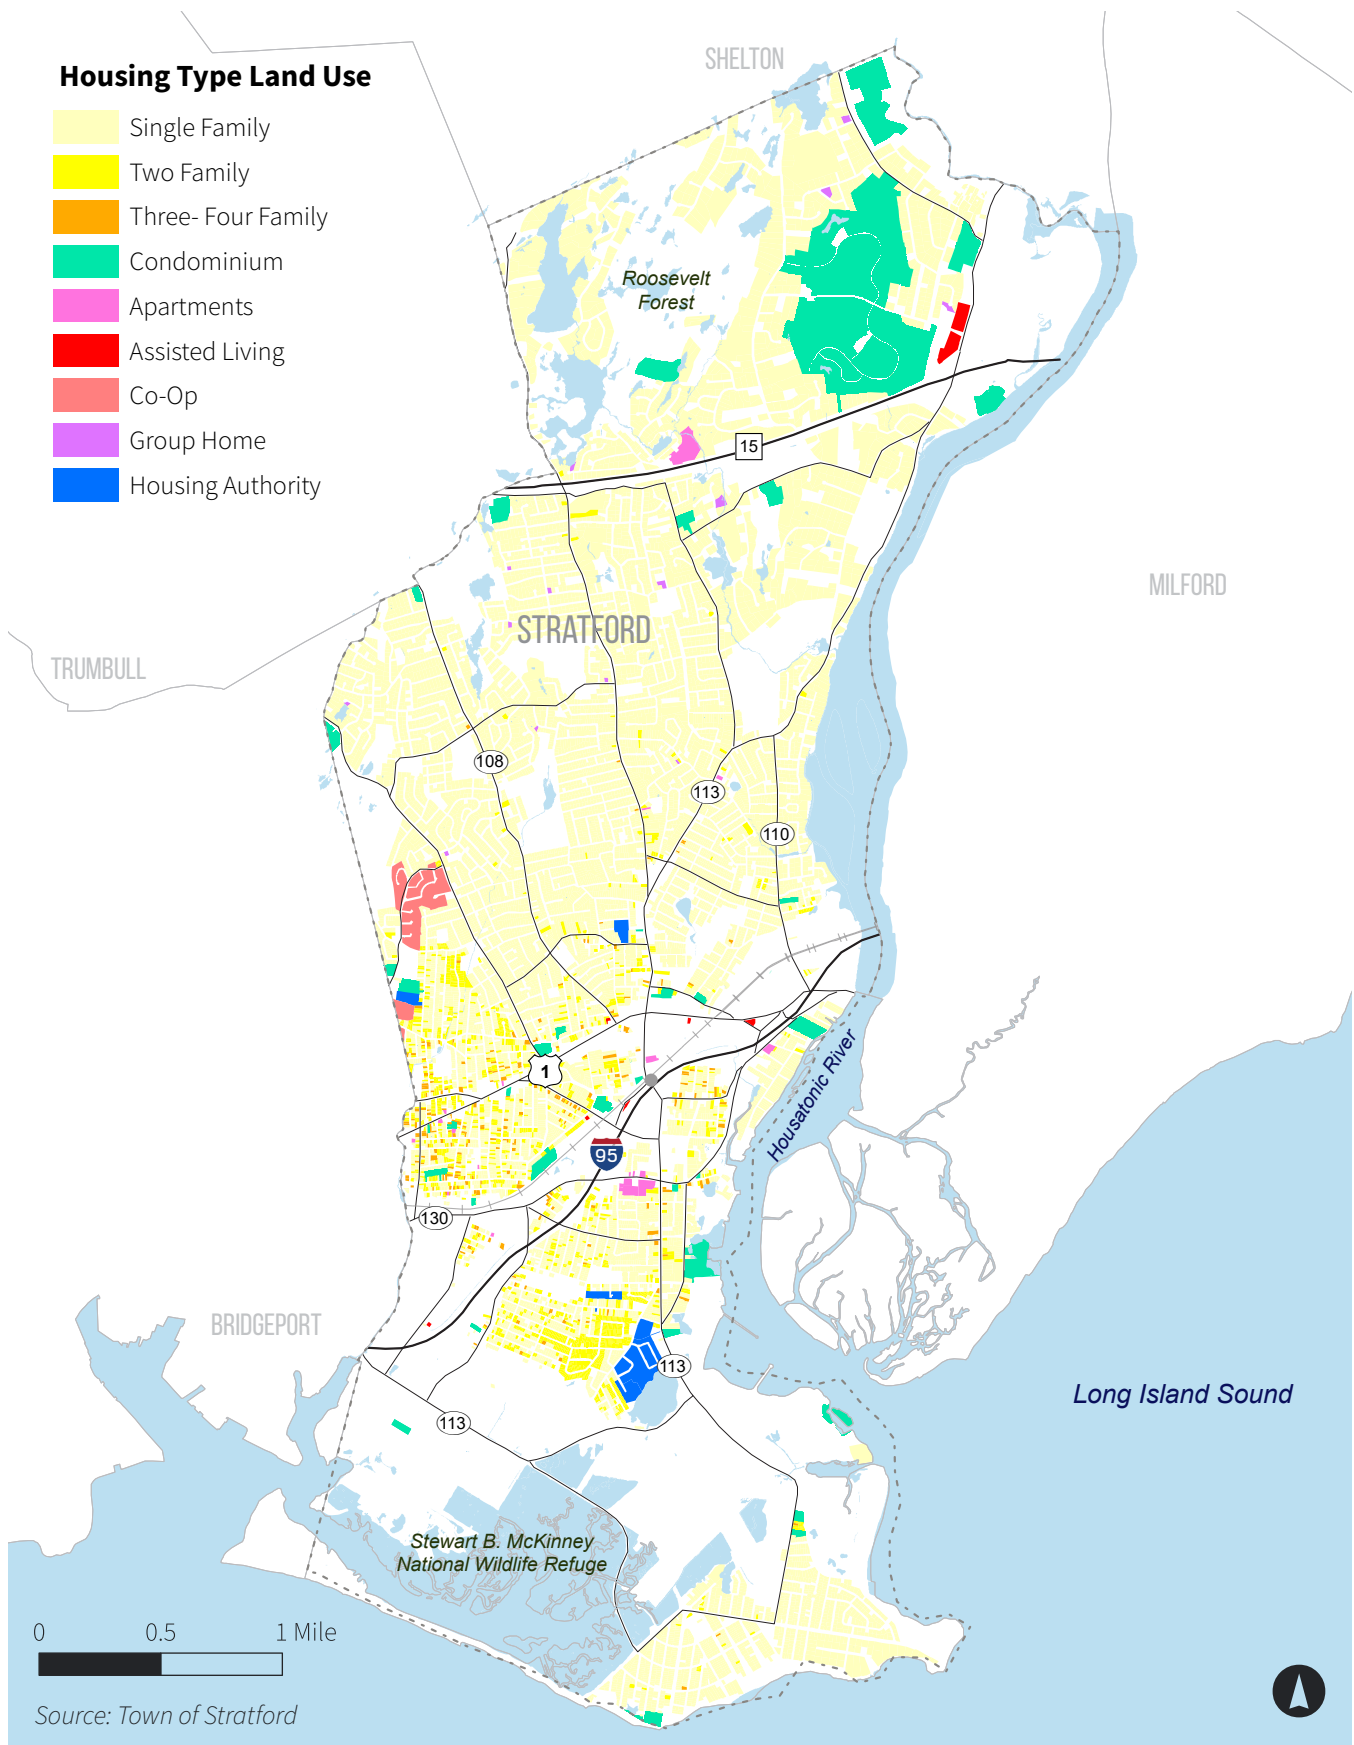 SHELTON
Housing Type Land Use
Single Family
Two Family
Three- Four Family
Condominium
Apartments
Assisted Living
Co-Op
Group Home
Housing Authority
Roosevelt
Forest
15
MILFORD
STRATFORD
TRUMBULL
108
113
110
1
Housatonic River
95
130
BRIDGEPORT
113
Long Island Sound
113
Stewart B. McKinney
National Wildlife Refuge
0 0.5 1 Mile
Source: Town of Stratford